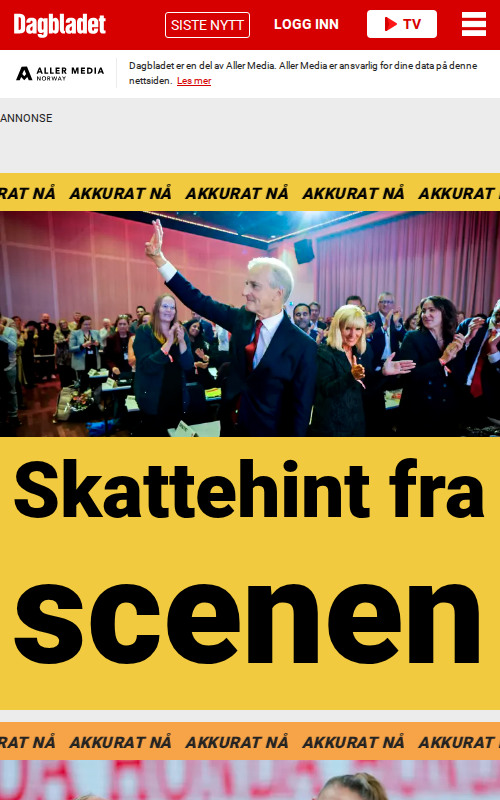 Dagbladet SISTE NYTT LOGG INN TV
ALLER MEDIA
NORWAY
Dagbladet er en del av Aller Media. Aller Media er ansvarlig for dine data på denne
nettsiden. Les mer
ANNONSE
RAT NÅ AKKURAT NÅ AKKURAT NÅ AKKURAT NÅ AKKURAT
Skattehint fra
scenen
RAT NÅ AKKURAT NÅ AKKURAT NÅ AKKURAT NÅ AKKURAT